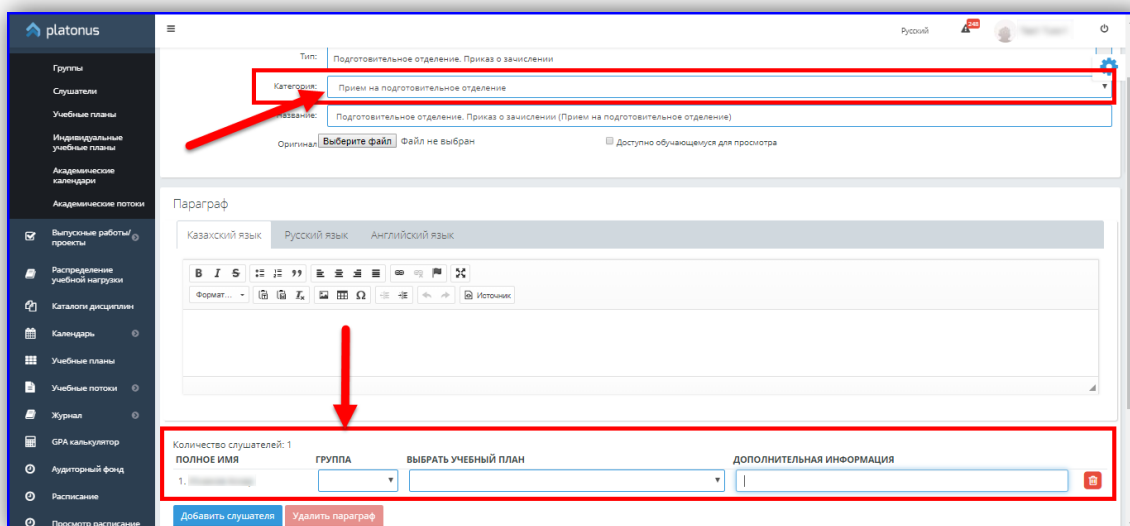 platonus
Русский
248
Группы
Слушатели
Учебные планы
Индивидуальные
учебные планы
Академические
календари
Академические потоки
Выпускные работы/
проекты
Распределение
учебной нагрузки
Каталоги дисциплин
Календарь
Учебные планы
Учебные потоки
Журнал
GPA калькулятор
Аудиторный фонд
Расписание
Просмотр расписание
Тип:
Подготовительное отделение. Приказ о зачислении
Категория:
Прием на подготовительное отделение
Название:
Подготовительное отделение. Приказ о зачислении (Прием на подготовительное отделение)
Оригинал
Выберите файл Файл не выбран
Доступно обучающемуся для просмотра
Параграф
Казахский язык Русский язык Английский язык
B I S
Формат...
Источник
Количество слушателей: 1
ПОЛНОЕ ИМЯ ГРУППА ВЫБРАТЬ УЧЕБНЫЙ ПЛАН ДОПОЛНИТЕЛЬНАЯ ИНФОРМАЦИЯ
1.
Добавить слушателя Удалить параграф